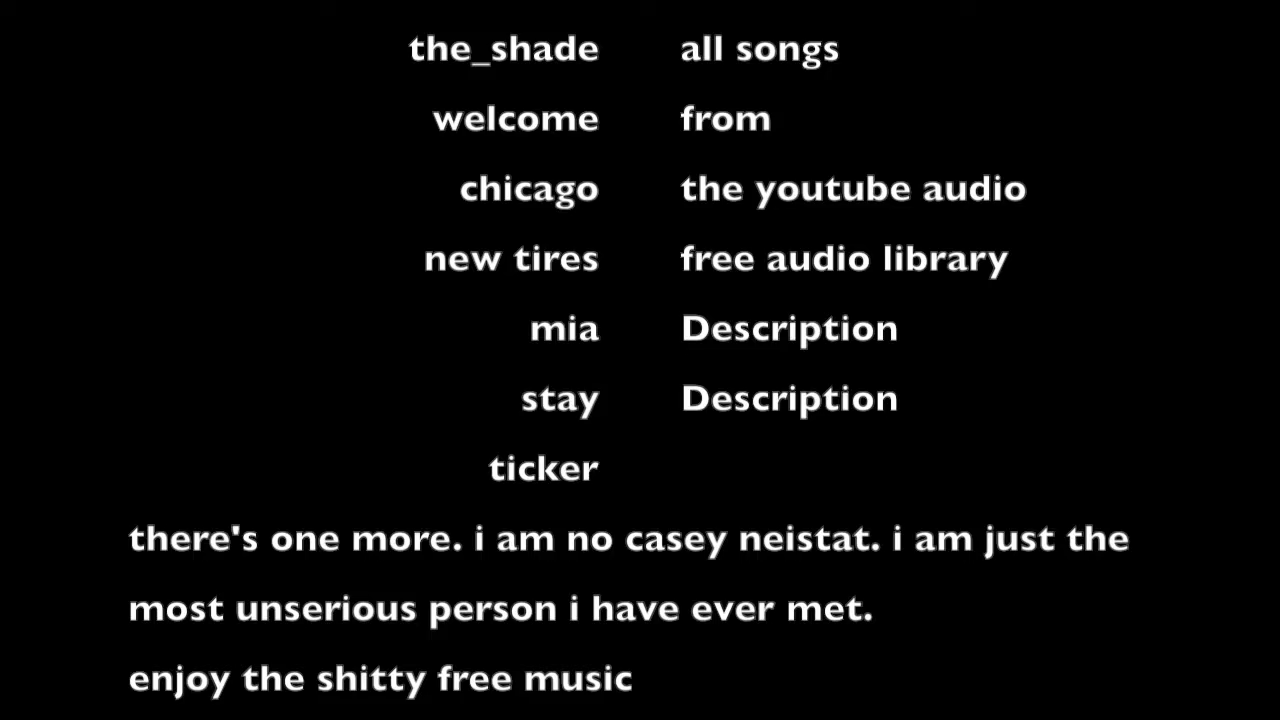 the_shade all songs
welcome from
chicago the youtube audio
new tires free audio library
mia Description
stay Description
ticker
there's one more. i am no casey neistat. i am just the
most unserious person i have ever met.
enjoy the shitty free music